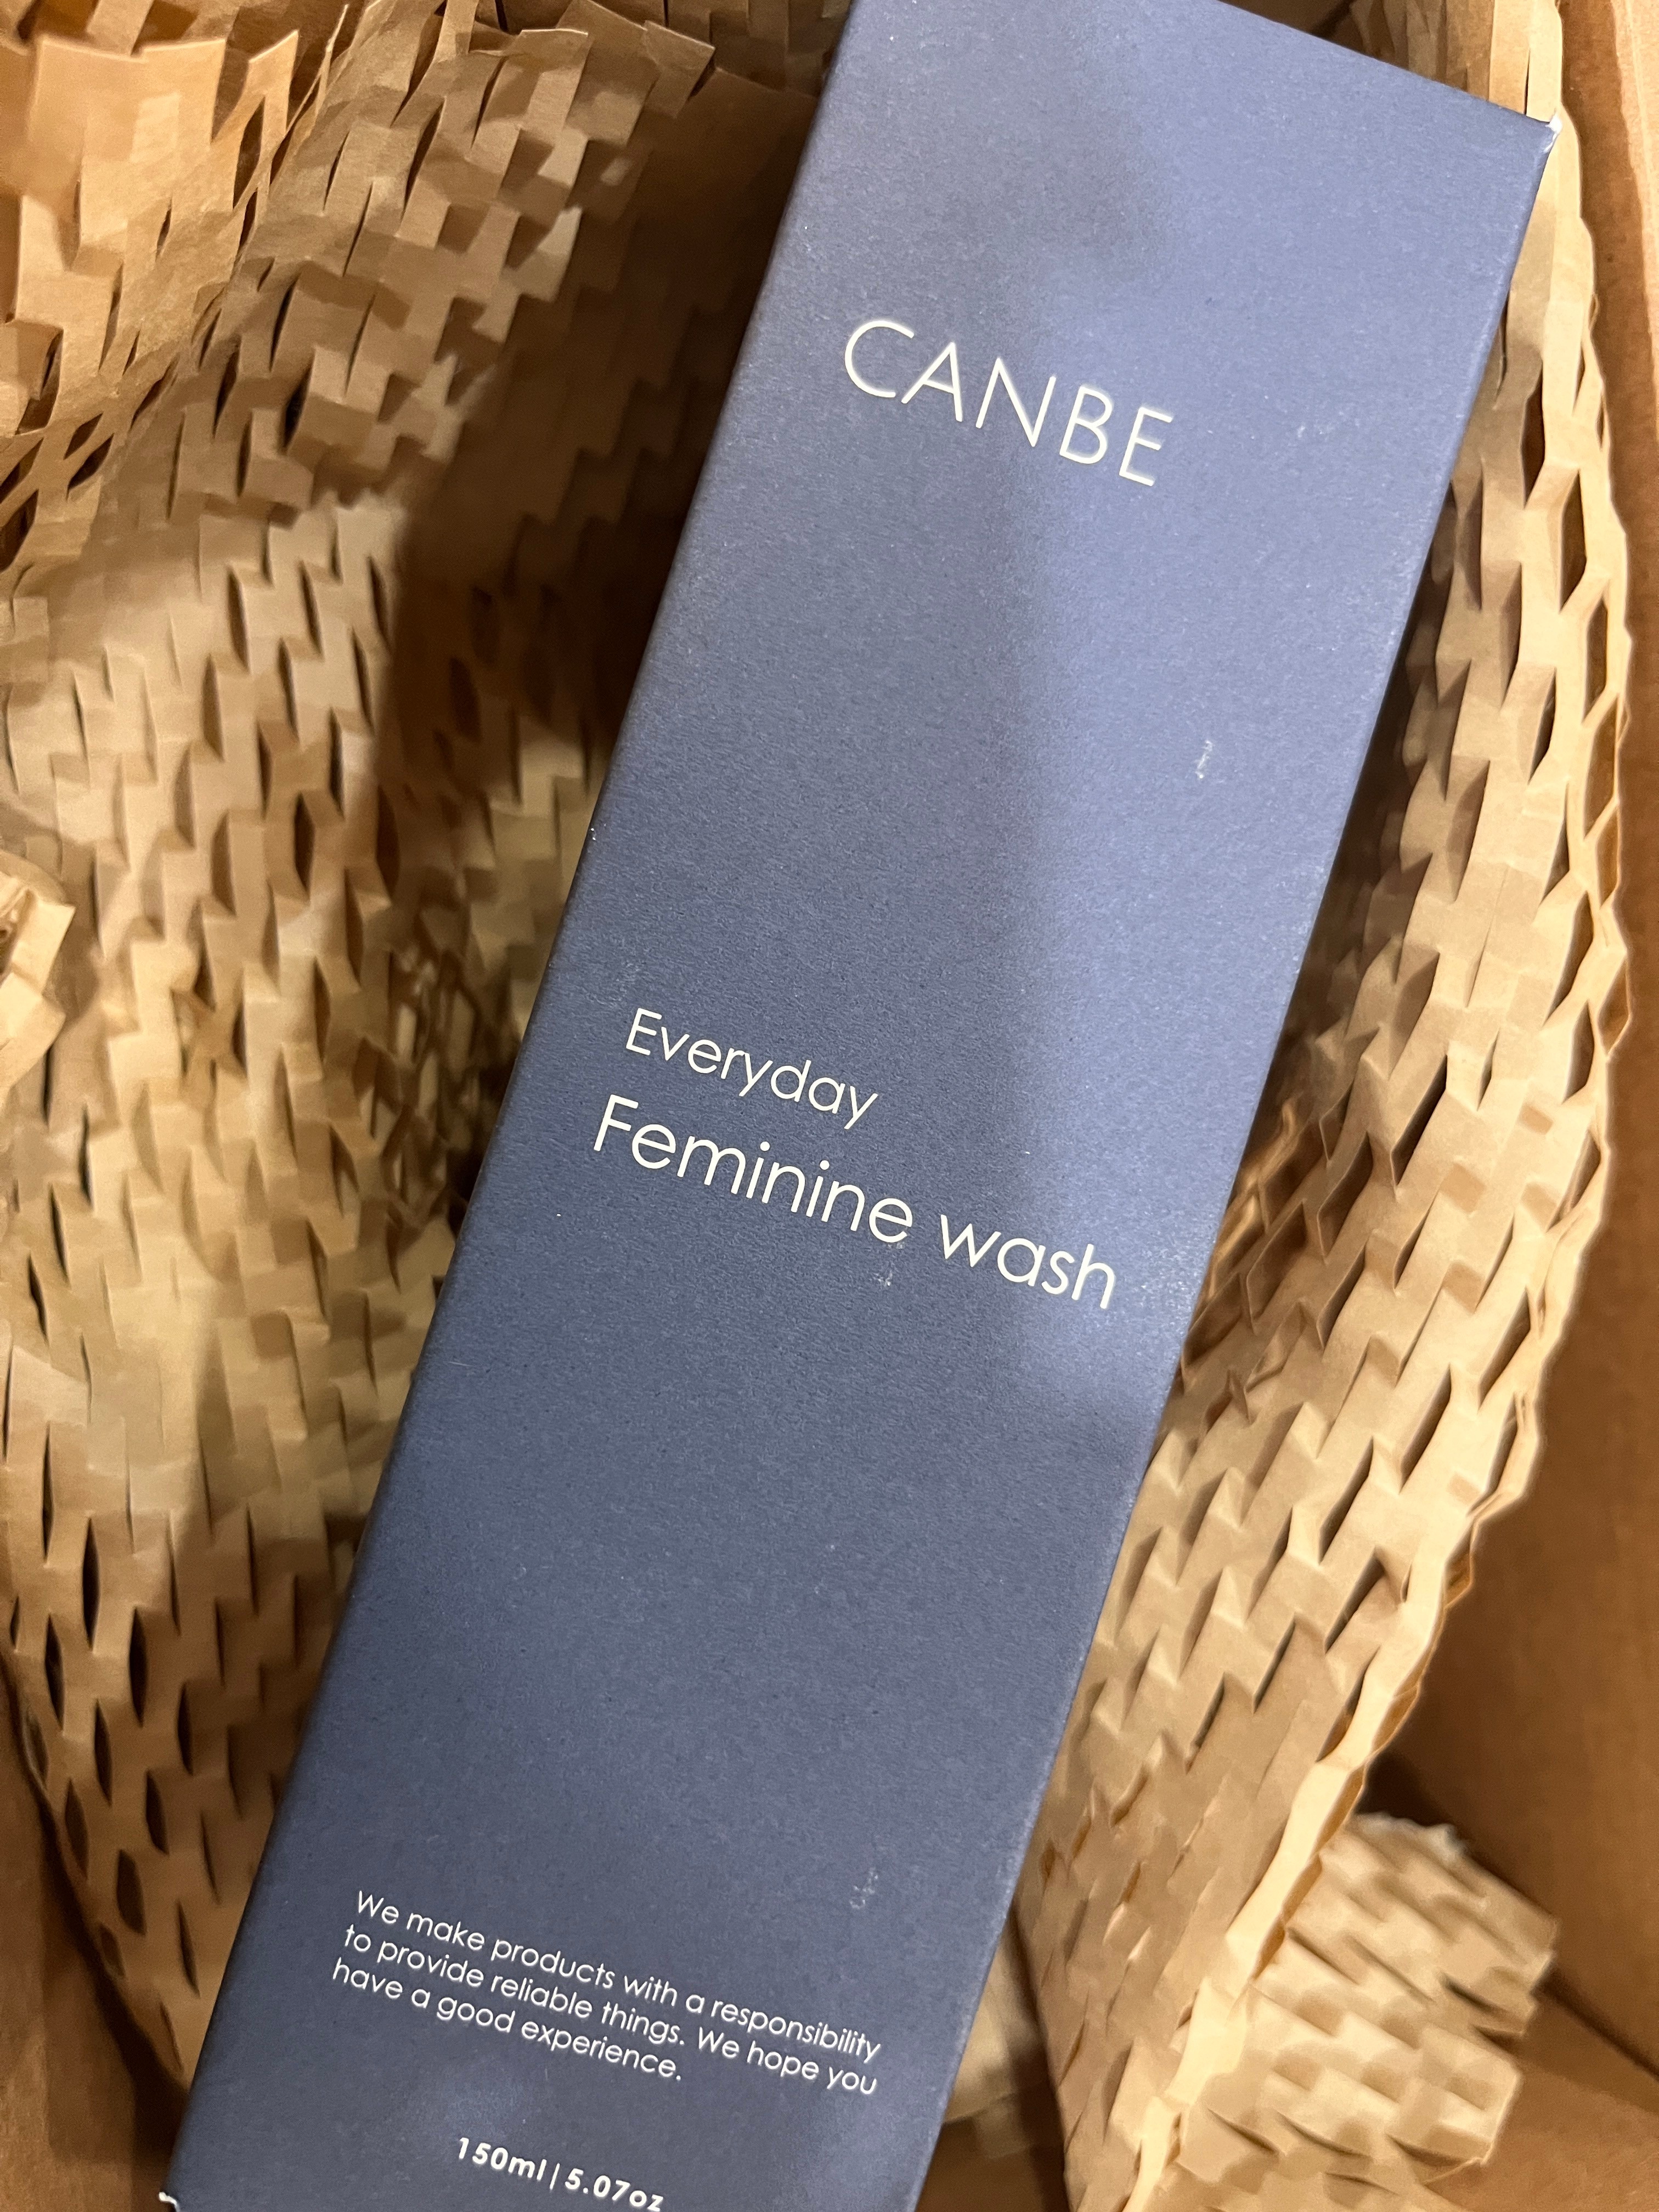 CANBE
Everyday
Feminine wash
We make products with a responsibility
to provide reliable things. We hope you
have a good experience.
150ml | 5.07oz